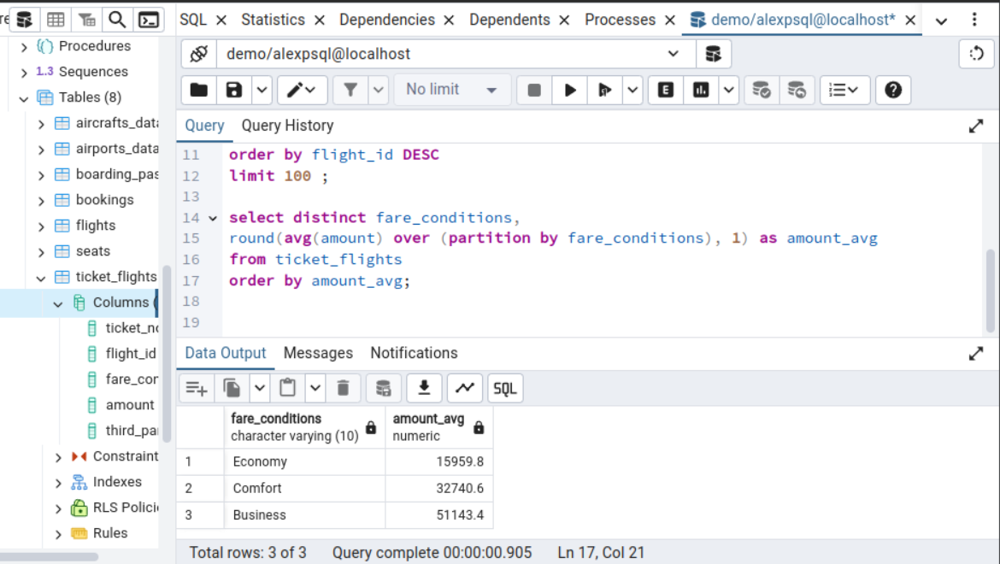 re
SQL Statistics Dependencies Dependents Processes demo/alexpsql@localhost*
Procedures
1.3 Sequences
Tables (8)
aircrafts_data
airports_data
boarding_pas
bookings
flights
seats
ticket_flights
Columns (
ticket_no
flight_id
fare_con
amount
third_pa
Constraint
Indexes
RLS Polici
Rules
demo/alexpsql@localhost
No limit
E
Query Query History
11 order by flight_id DESC
12 limit 100 ;
13
14 select distinct fare_conditions,
15 round(avg(amount) over (partition by fare_conditions), 1) as amount_avg
16 from ticket_flights
17 order by amount_avg;
18
19
Data Output Messages Notifications
SQL
fare_conditions amount_avg
character varying (10) numeric
1 Economy 15959.8
2 Comfort 32740.6
3 Business 51143.4
Total rows: 3 of 3 Query complete 00:00:00.905 Ln 17, Col 21